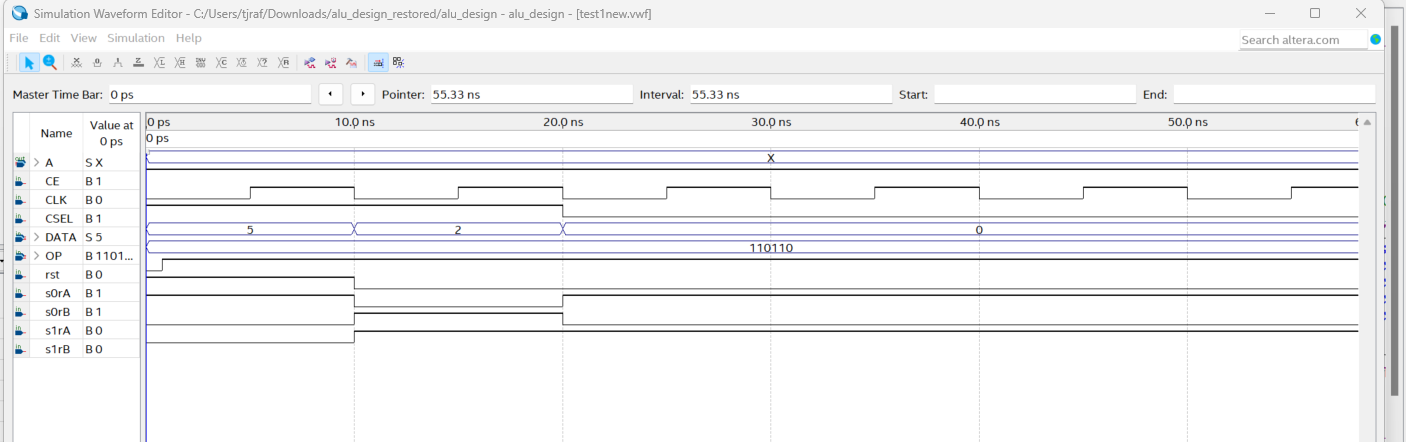 Simulation Waveform Editor - C:/Users/tjraf/Downloads/alu_design_restored/alu_design - alu_design - [test1new.vwf]
File Edit View Simulation Help
Search altera.com
Master Time Bar: 0 ps Pointer: 55.33 ns Interval: 55.33 ns Start: End:
Name Value at 0 ps
0 ps 10.0 ns 20.0 ns 30.0 ns 40.0 ns 50.0 ns 6
0 ps
A S X X
CE B 1
CLK B 0
CSEL B 1
DATA S 5 5 2 0
OP B 1101... 110110
rst B 0
s0rA B 1
s0rB B 1
s1rA B 0
s1rB B 0